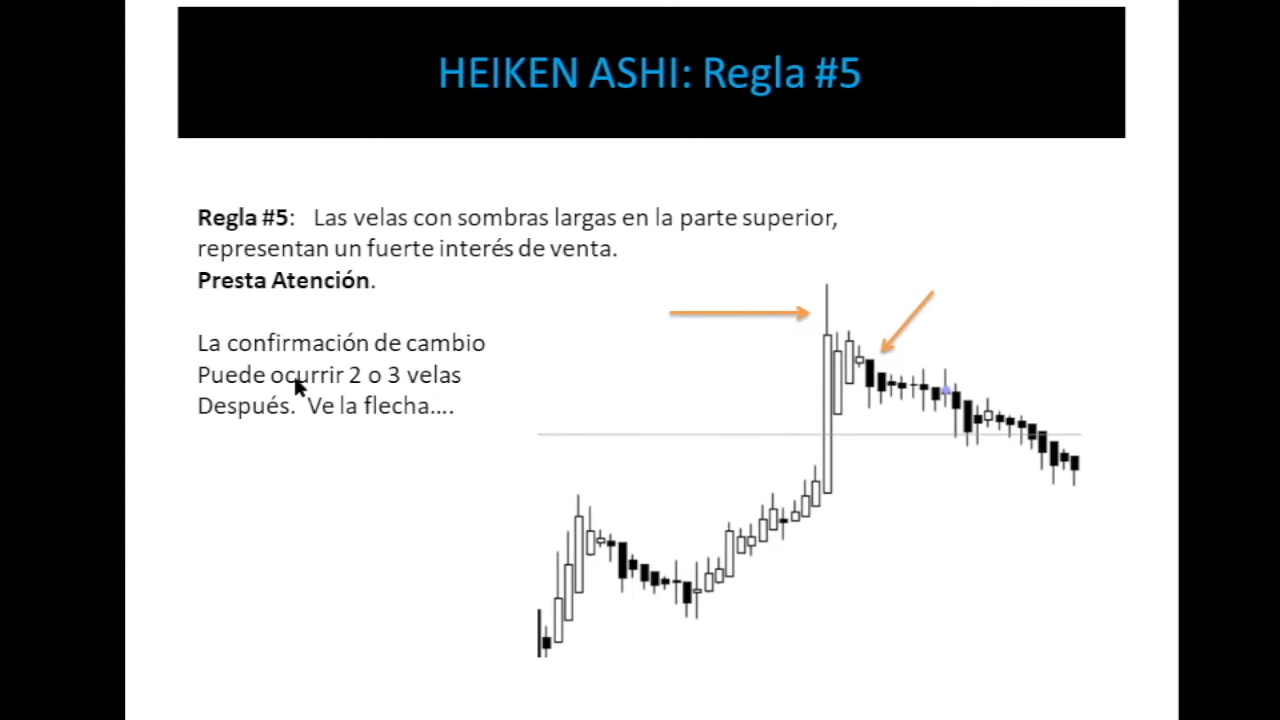 HEIKEN ASHI: Regla #5
Regla #5: Las velas con sombras largas en la parte superior,
representan un fuerte interés de venta.
Presta Atención.
La confirmación de cambio
Puede ocurrir 2 o 3 velas
Después. Ve la flecha....